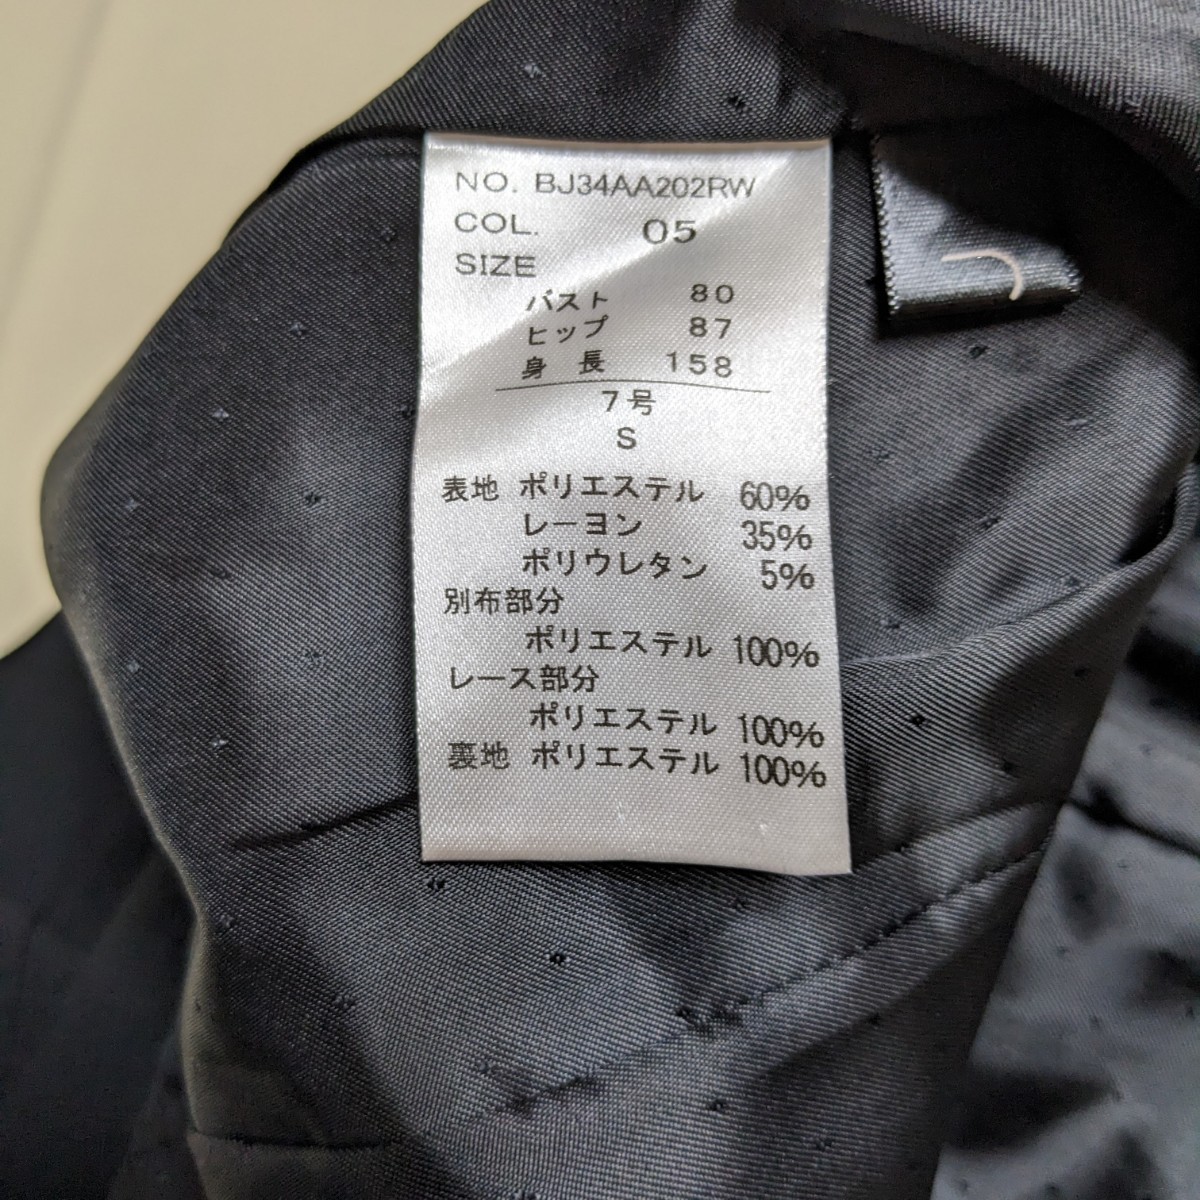 NO. BJ34AA202RW
COL. 05
SIZE
バスト 80
ヒップ 87
身長 158
7号
S
表地 ポリエステル 60%
レーヨン 35%
ポリウレタン 5%
別布部分
ポリエステル 100%
レース部分
ポリエステル 100%
裏地 ポリエステル 100%